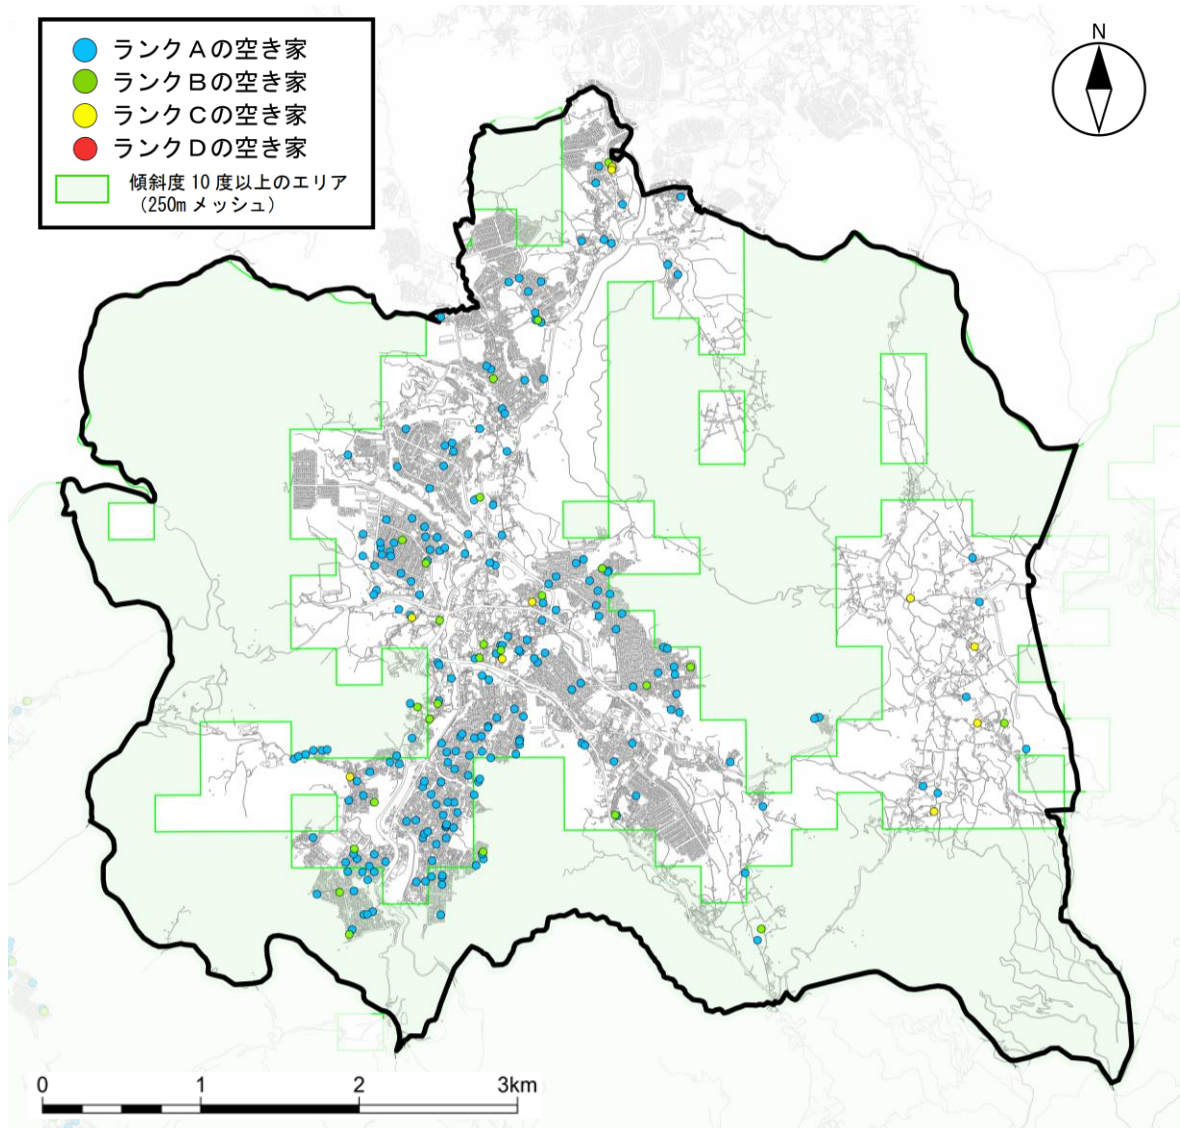 ランクAの空き家
ランクBの空き家
ランクCの空き家
ランクDの空き家
傾斜度 10 度以上のエリア
(250m メッシュ)
N
0 1 2 3km